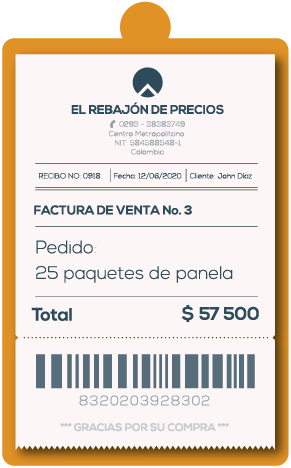 EL REBAJÓN DE PRECIOS
0293 - 38383749
Centro Metropolitano
NIT: 584588548-1
Colombia
RECIBO NO: 0918 Fecha: 12/06/2020 Cliente: John Díaz
FACTURA DE VENTA No. 3
Pedido:
25 paquetes de panela
Total $ 57 500
8320203928302
*** GRACIAS POR SU COMPRA ***